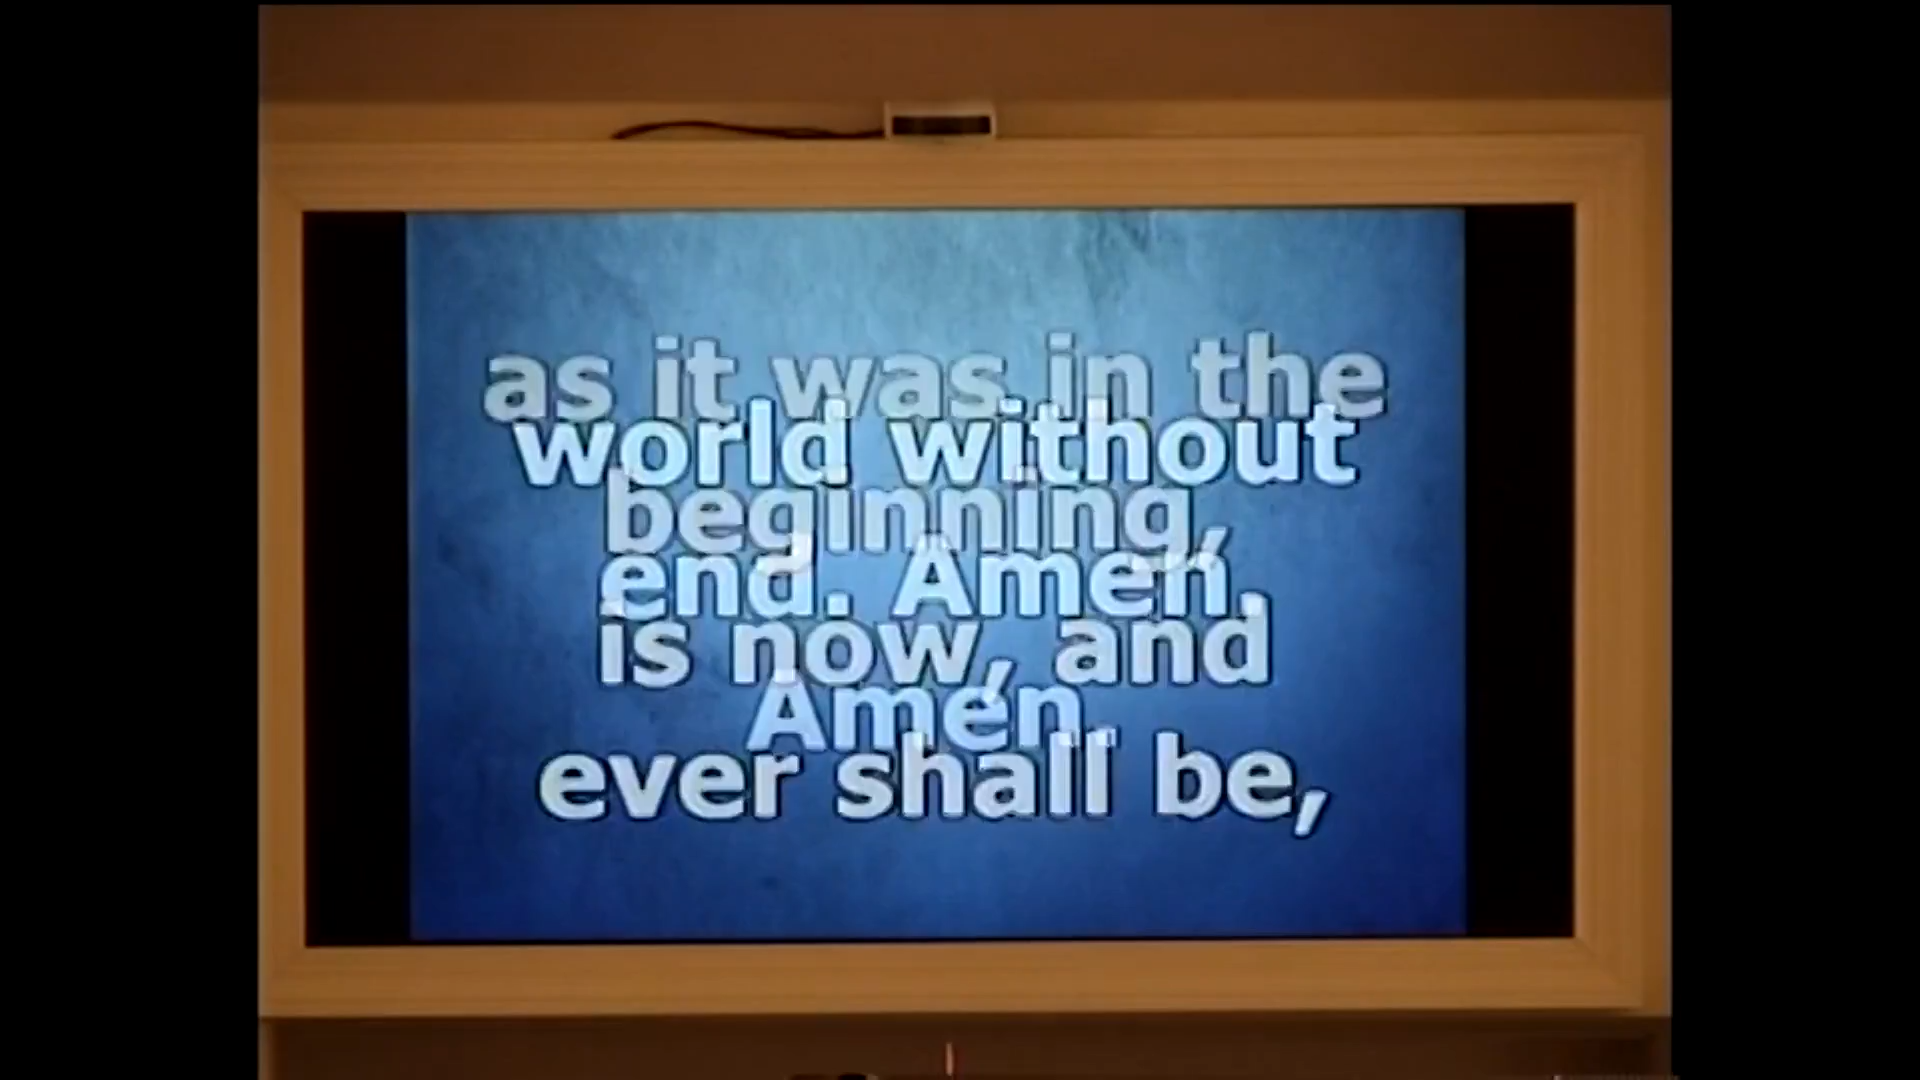 as it was in the
world without
beginning,
end. Amen,
is now, and
Amen.
ever shall be,